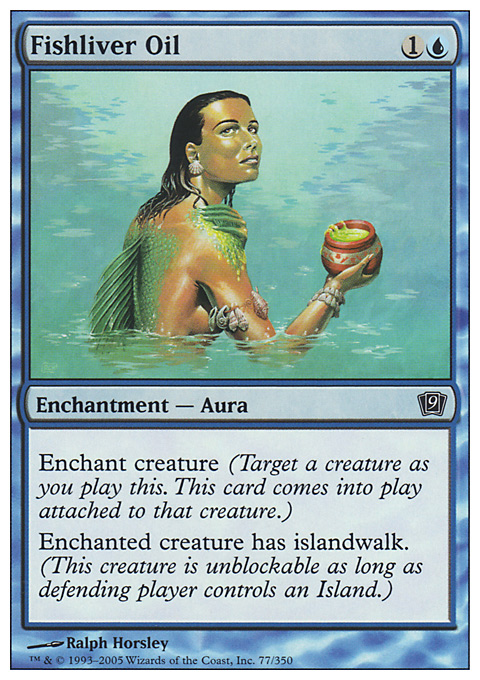 Fishliver Oil 1
Enchantment — Aura 9
Enchant creature (Target a creature as
you play this. This card comes into play
attached to that creature.)
Enchanted creature has islandwalk.
(This creature is unblockable as long as
defending player controls an Island.)
Ralph Horsley
™ & © 1993–2005 Wizards of the Coast, Inc. 77/350